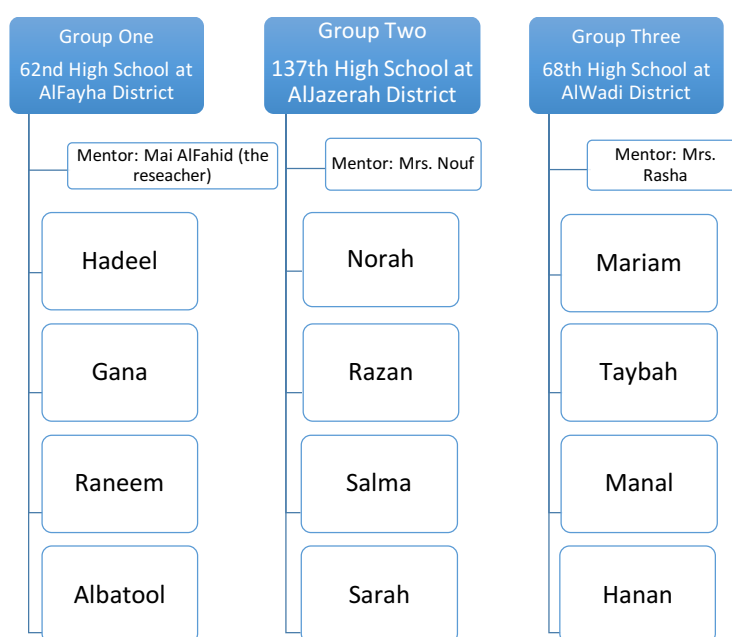 Group One
62nd High School at
AlFayha District
Mentor: Mai AlFahid (the
reseacher)
Hadeel
Gana
Raneem
Albatool
Group Two
137th High School at
AlJazerah District
Mentor: Mrs. Nouf
Norah
Razan
Salma
Sarah
Group Three
68th High School at
AlWadi District
Mentor: Mrs.
Rasha
Mariam
Taybah
Manal
Hanan